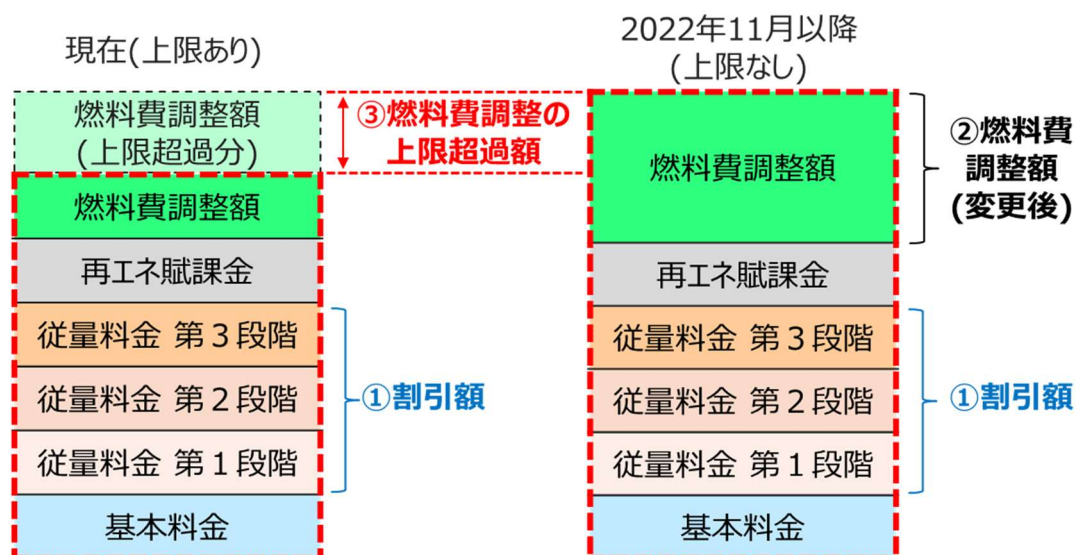 現在(上限あり)
燃料費調整額
(上限超過分)
燃料費調整額
再エネ賦課金
従量料金 第３段階
従量料金 第２段階
従量料金 第１段階
基本料金
①割引額
③燃料費調整の
上限超過額
2022年11月以降
(上限なし)
燃料費調整額
再エネ賦課金
従量料金 第３段階
従量料金 第２段階
従量料金 第１段階
基本料金
②燃料費
調整額
(変更後)
①割引額